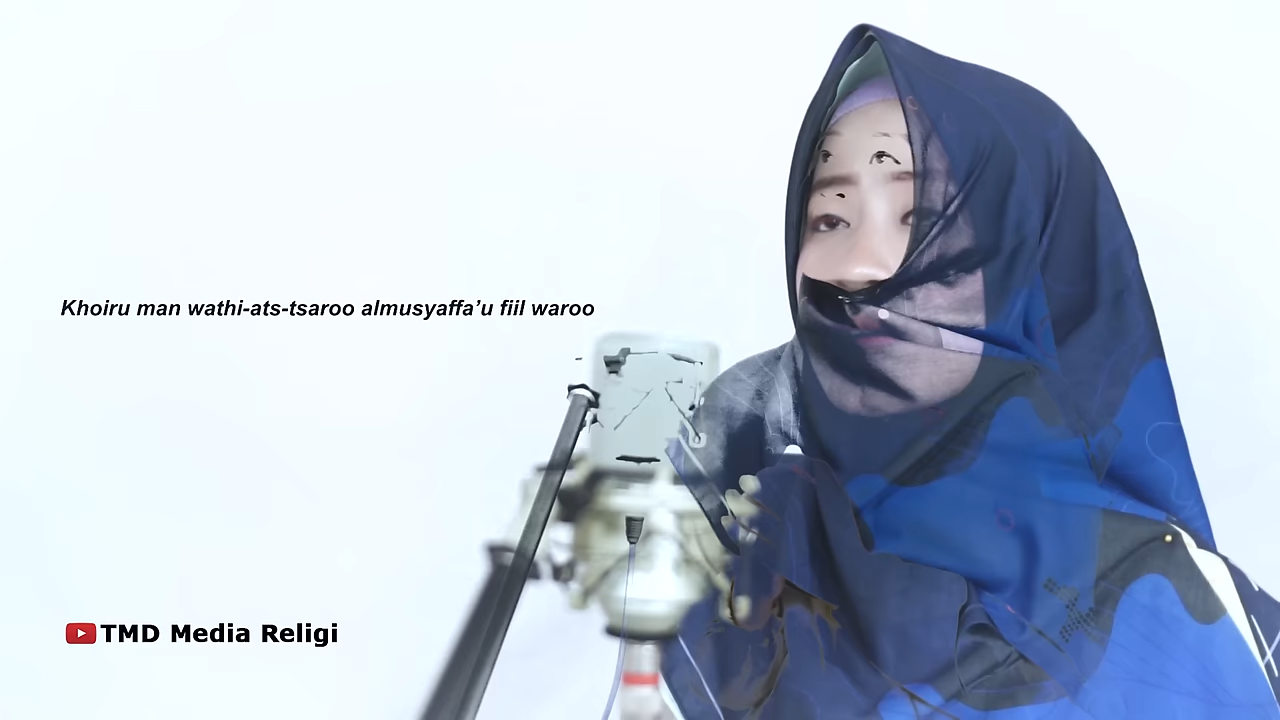 Khoiru man wathi-ats-tsaroo almusyaffa’u fiil waroo
TMD Media Religi